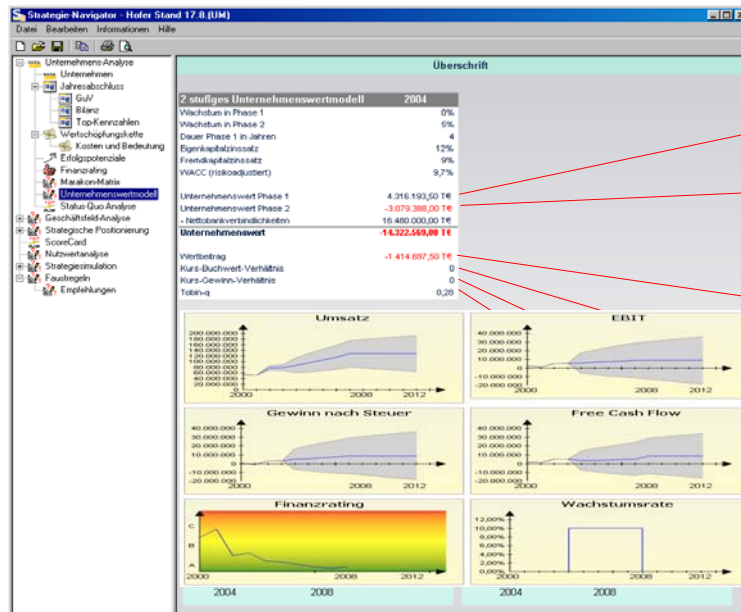 Strategie-Navigator - Hofer Stand 17.8.(UM)
Datei Bearbeiten Informationen Hilfe
Unternehmens-Analyse
Unternehmen
Jahresabschluss
GuV
Bilanz
Top-Kennzahlen
Wertschöpfungskette
Kosten und Bedeutung
Erfolgspotenziale
Finanzrating
Marakon-Matrix
Unternehmenswertmodell
Status Quo Analyse
Geschäftsfeld-Analyse
Strategische Positionierung
ScoreCard
Nutzwertanalyse
Strategiesimulation
Faustregeln
Empfehlungen
Überschrift
2 stufiges Unternehmenswertmodell 2004
Wachstum in Phase 1 0%
Wachstum in Phase 2 5%
Dauer Phase 1 in Jahren 4
Eigenkapitalzinssatz 12%
Fremdkapitalzinssatz 9%
WACC (risikoadjustiert) 9,7%
Unternehmenswert Phase 1 4.316.193,50 T€
Unternehmenswert Phase 2 -3.079.388,00 T€
- Nettobankverbindlichkeiten 16.480.000,00 T€
Unternehmenswert -14.322.569,00 T€
Wertbetrag -1.414.697,50 T€
Kurs-Buchwert-Verhältnis 0
Kurs-Gewinn-Verhältnis 0
Tobin-q 0,28
Umsatz
200.000.000
180.000.000
160.000.000
140.000.000
120.000.000
100.000.000
80.000.000
60.000.000
40.000.000
20.000.000
0
2000 2008 2012
EBIT
40.000.000
30.000.000
20.000.000
10.000.000
0
-10.000.000
-20.000.000
2000 2008 2012
Gewinn nach Steuer
40.000.000
30.000.000
20.000.000
10.000.000
0
-10.000.000
-20.000.000
2000 2008 2012
Free Cash Flow
40.000.000
30.000.000
20.000.000
10.000.000
0
-10.000.000
-20.000.000
2000 2008 2012
Finanzrating
C
B
A
2000 2008 2012
Wachstumsrate
12,00%
10,00%
8,00%
6,00%
4,00%
2,00%
0,00%
2000 2008 2012
2004 2008
2004 2008